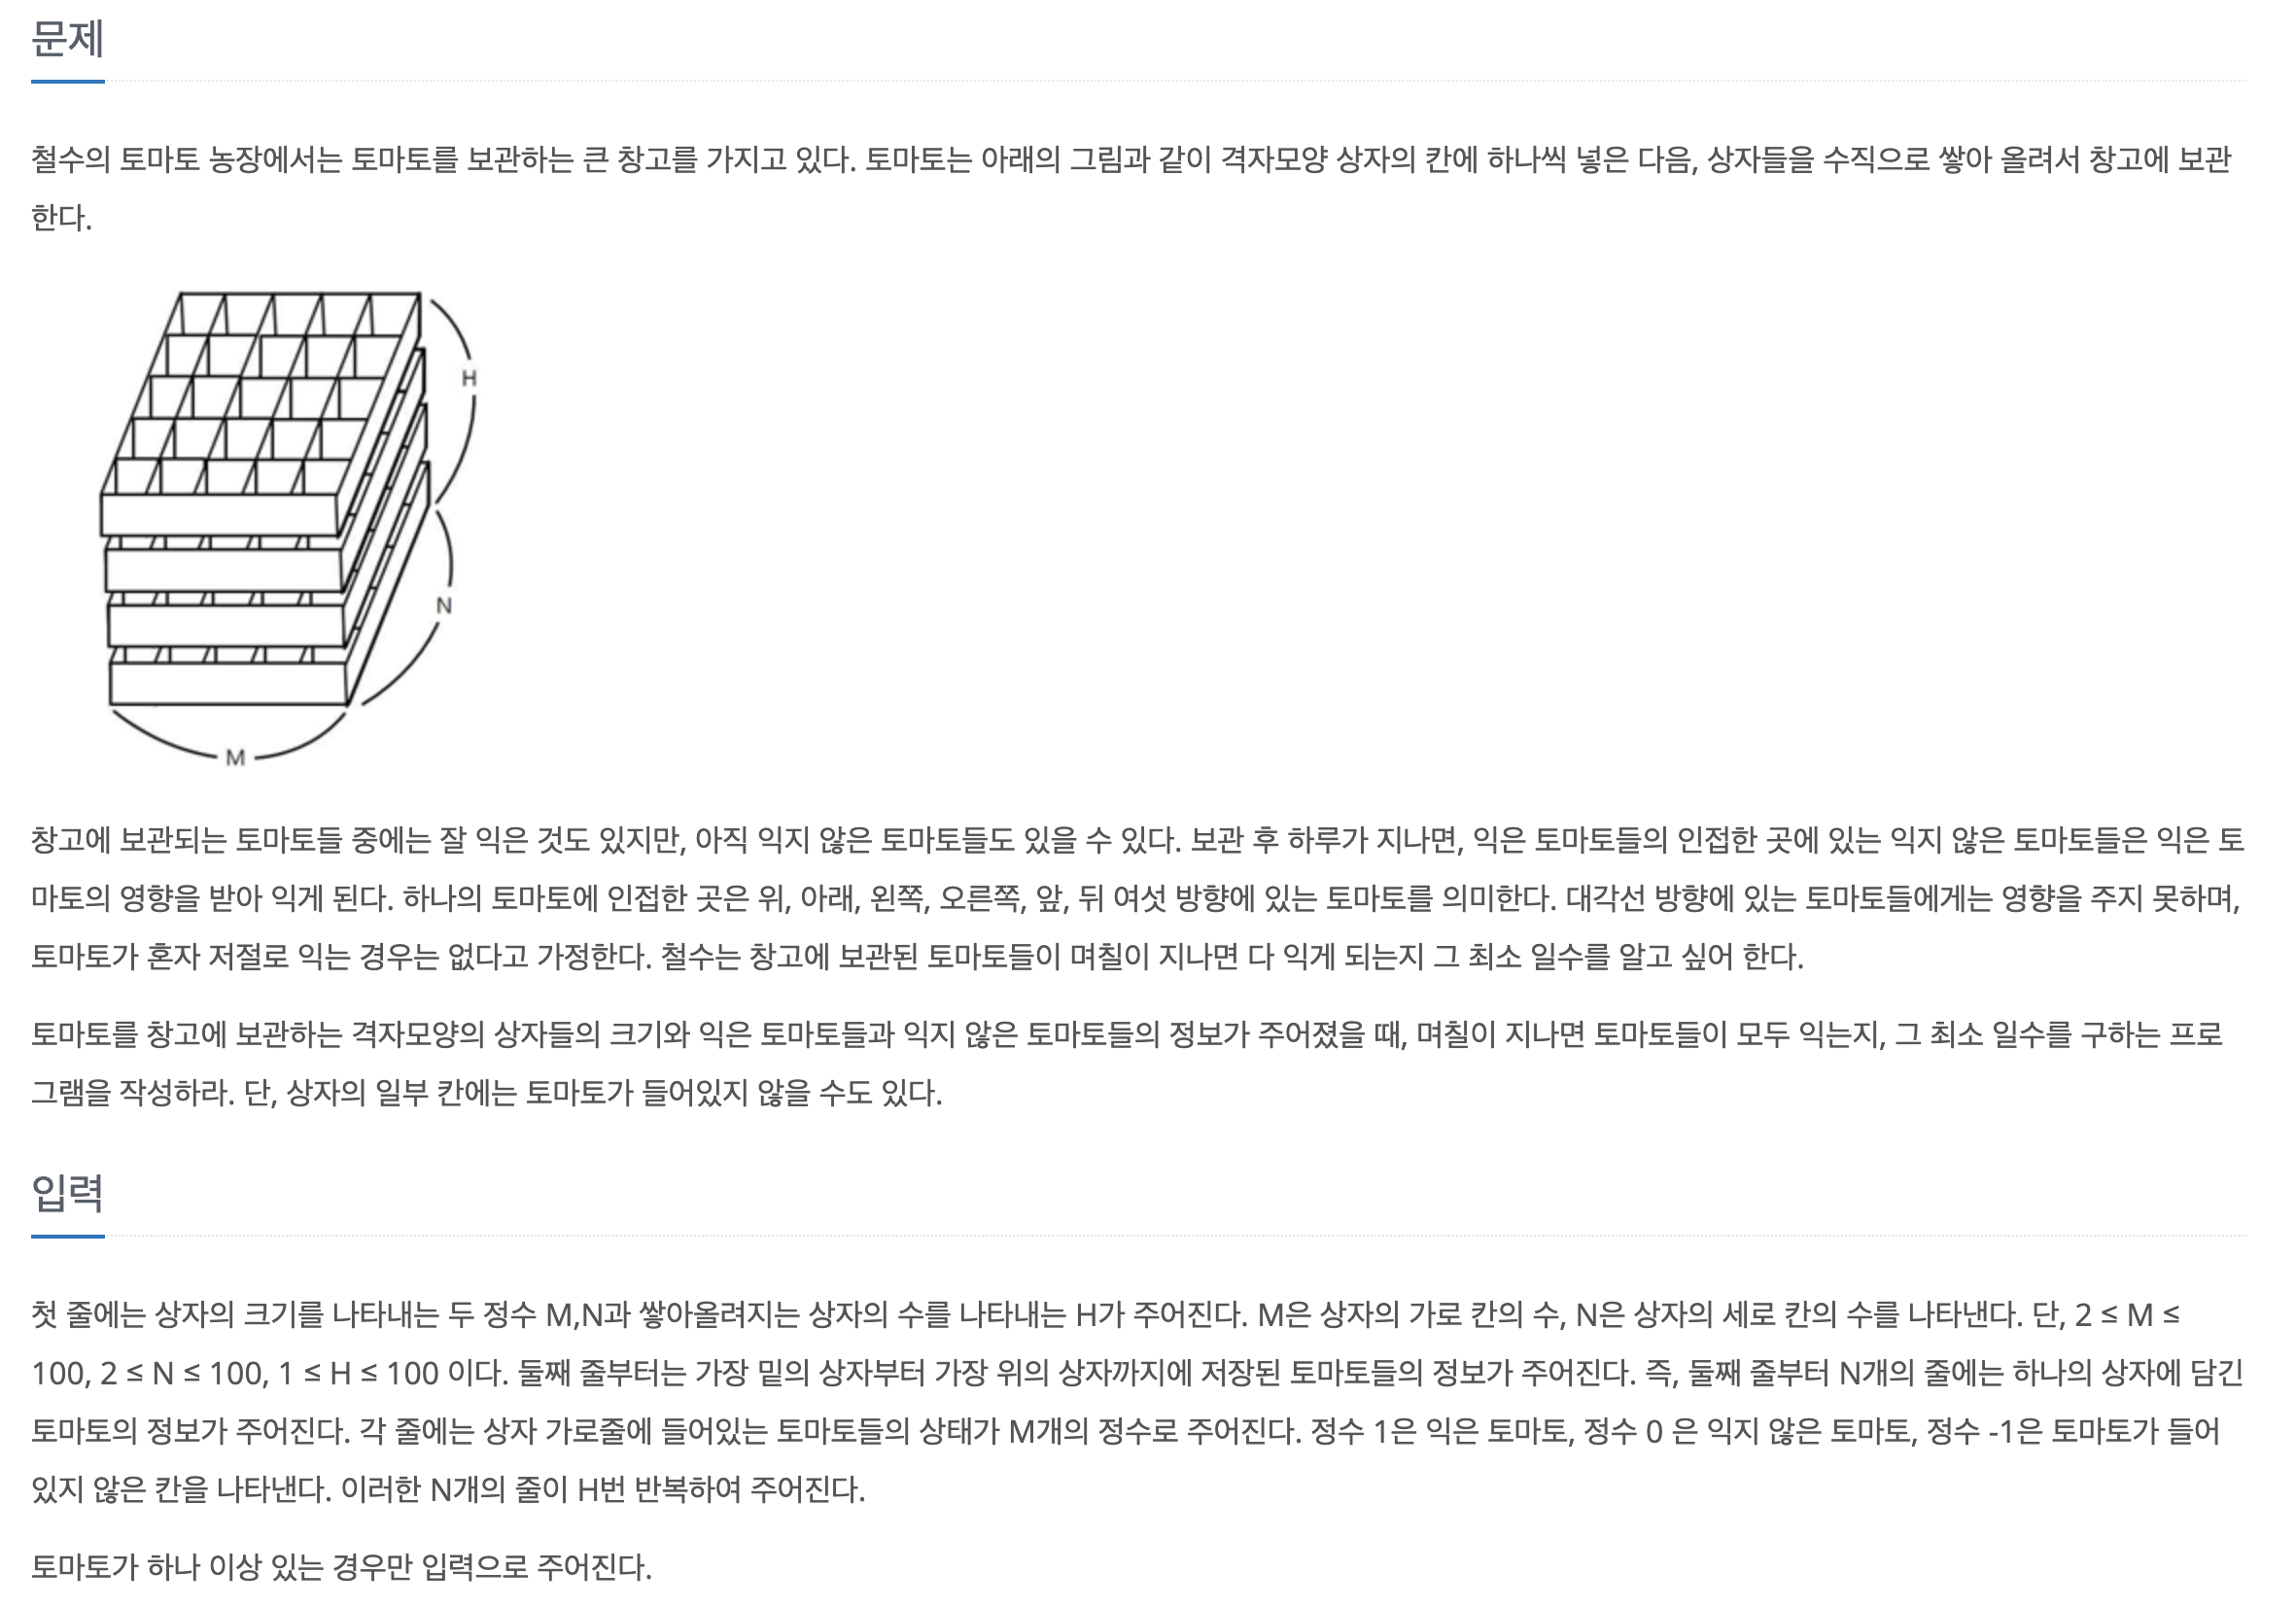 문제
철수의 토마토 농장에서는 토마토를 보관하는 큰 창고를 가지고 있다. 토마토는 아래의 그림과 같이 격자모양 상자의 칸에 하나씩 넣은 다음, 상자들을 수직으로 쌓아 올려서 창고에 보관
한다.
H
N
M
창고에 보관되는 토마토들 중에는 잘 익은 것도 있지만, 아직 익지 않은 토마토들도 있을 수 있다. 보관 후 하루가 지나면, 익은 토마토들의 인접한 곳에 있는 익지 않은 토마토들은 익은 토
마토의 영향을 받아 익게 된다. 하나의 토마토에 인접한 곳은 위, 아래, 왼쪽, 오른쪽, 앞, 뒤 여섯 방향에 있는 토마토를 의미한다. 대각선 방향에 있는 토마토들에게는 영향을 주지 못하며,
토마토가 혼자 저절로 익는 경우는 없다고 가정한다. 철수는 창고에 보관된 토마토들이 며칠이 지나면 다 익게 되는지 그 최소 일수를 알고 싶어 한다.
토마토를 창고에 보관하는 격자모양의 상자들의 크기와 익은 토마토들과 익지 않은 토마토들의 정보가 주어졌을 때, 며칠이 지나면 토마토들이 모두 익는지, 그 최소 일수를 구하는 프로
그램을 작성하라. 단, 상자의 일부 칸에는 토마토가 들어있지 않을 수도 있다.
입력
첫 줄에는 상자의 크기를 나타내는 두 정수 M,N과 쌓아올려지는 상자의 수를 나타내는 H가 주어진다. M은 상자의 가로 칸의 수, N은 상자의 세로 칸의 수를 나타낸다. 단, 2 ≤ M ≤
100, 2 ≤ N ≤ 100, 1 ≤ H ≤ 100 이다. 둘째 줄부터는 가장 밑의 상자부터 가장 위의 상자까지에 저장된 토마토들의 정보가 주어진다. 즉, 둘째 줄부터 N개의 줄에는 하나의 상자에 담긴
토마토의 정보가 주어진다. 각 줄에는 상자 가로줄에 들어있는 토마토들의 상태가 M개의 정수로 주어진다. 정수 1은 익은 토마토, 정수 0 은 익지 않은 토마토, 정수 -1은 토마토가 들어
있지 않은 칸을 나타낸다. 이러한 N개의 줄이 H번 반복하여 주어진다.
토마토가 하나 이상 있는 경우만 입력으로 주어진다.